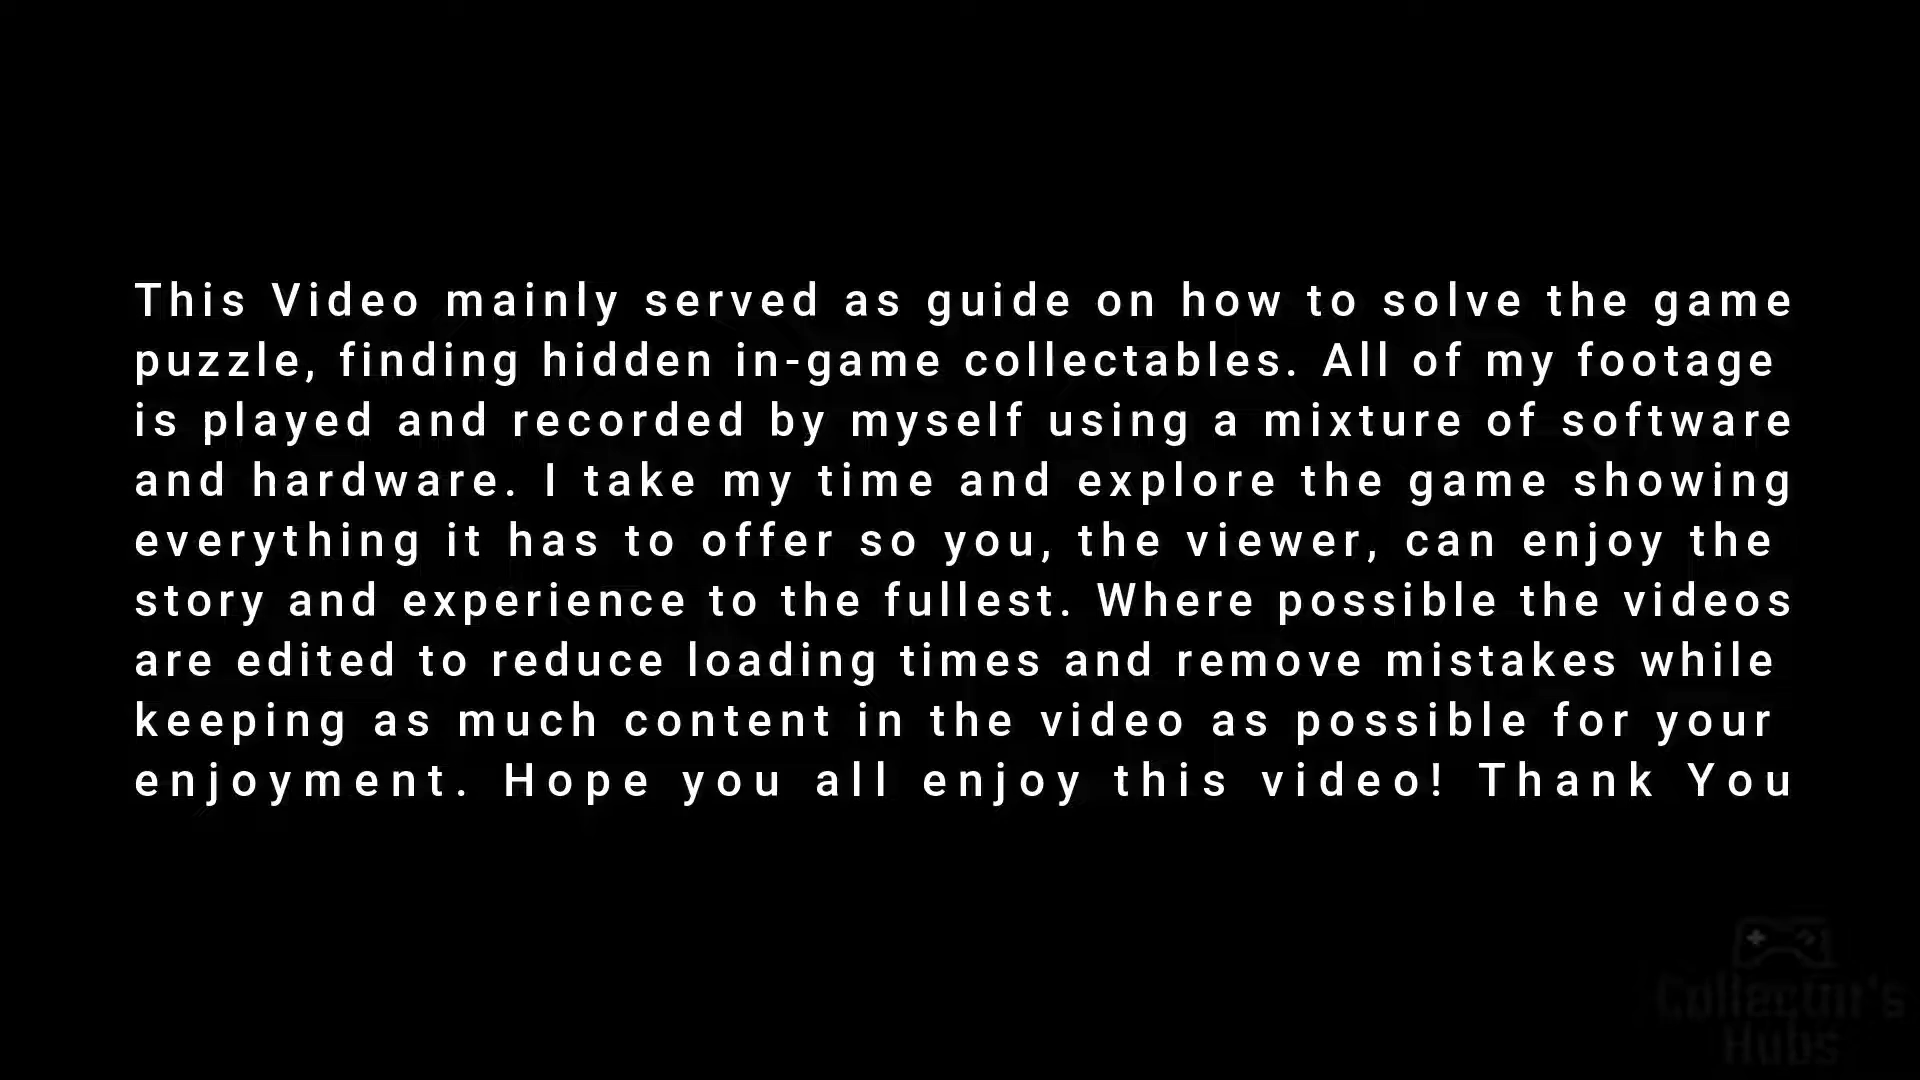 This Video mainly served as guide on how to solve the game
puzzle, finding hidden in-game collectables. All of my footage
is played and recorded by myself using a mixture of software
and hardware. I take my time and explore the game showing
everything it has to offer so you, the viewer, can enjoy the
story and experience to the fullest. Where possible the videos
are edited to reduce loading times and remove mistakes while
keeping as much content in the video as possible for your
enjoyment. Hope you all enjoy this video! Thank You
Collector's
Hubs